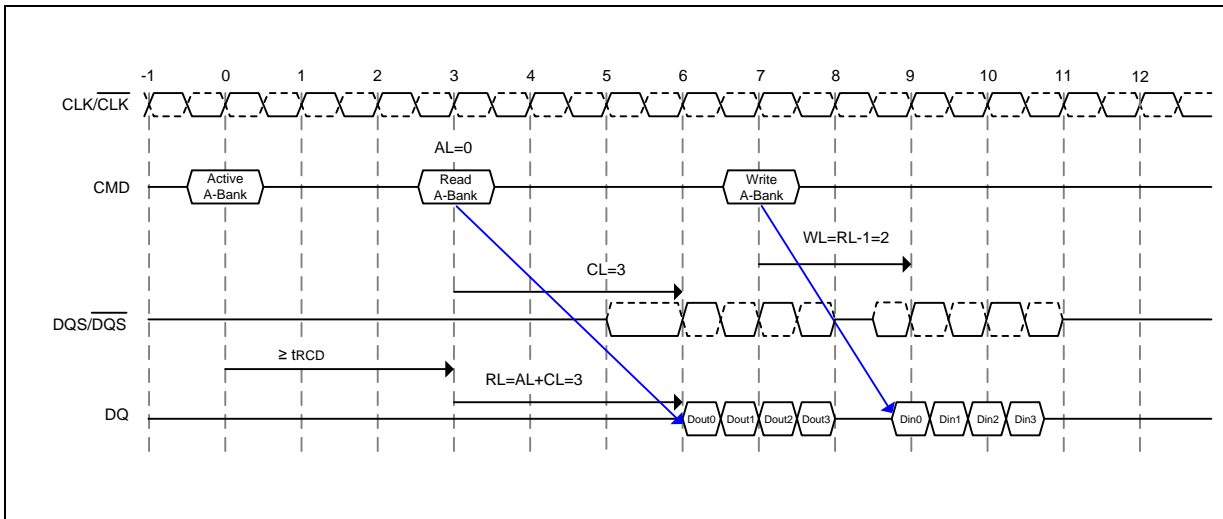 -1 0 1 2 3 4 5 6 7 8 9 10 11 12
CLK/C̅L̅K̅
AL=0
CMD
Active
A-Bank
Read
A-Bank
Write
A-Bank
WL=RL-1=2
CL=3
DQS/D̅Q̅S̅
≥ tRCD
RL=AL+CL=3
DQ
Dout0 Dout1 Dout2 Dout3 Din0 Din1 Din2 Din3